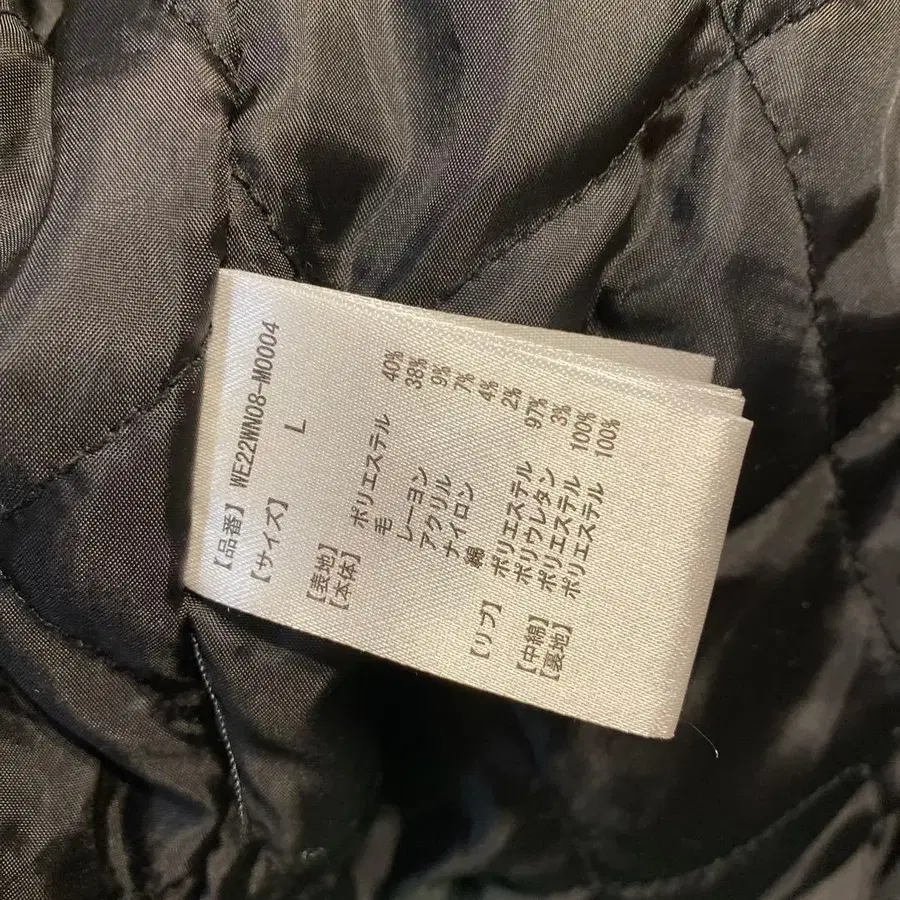 【品番】 WE22WN08-M0004
【サイズ】 L
【表地】
【本体】 ポリエステル 40%
毛 38%
レーヨン 9%
アクリル 7%
ナイロン 4%
綿 2%
【リブ】 ポリエステル 97%
ポリウレタン 3%
【中綿】 ポリエステル 100%
【裏地】 ポリエステル 100%